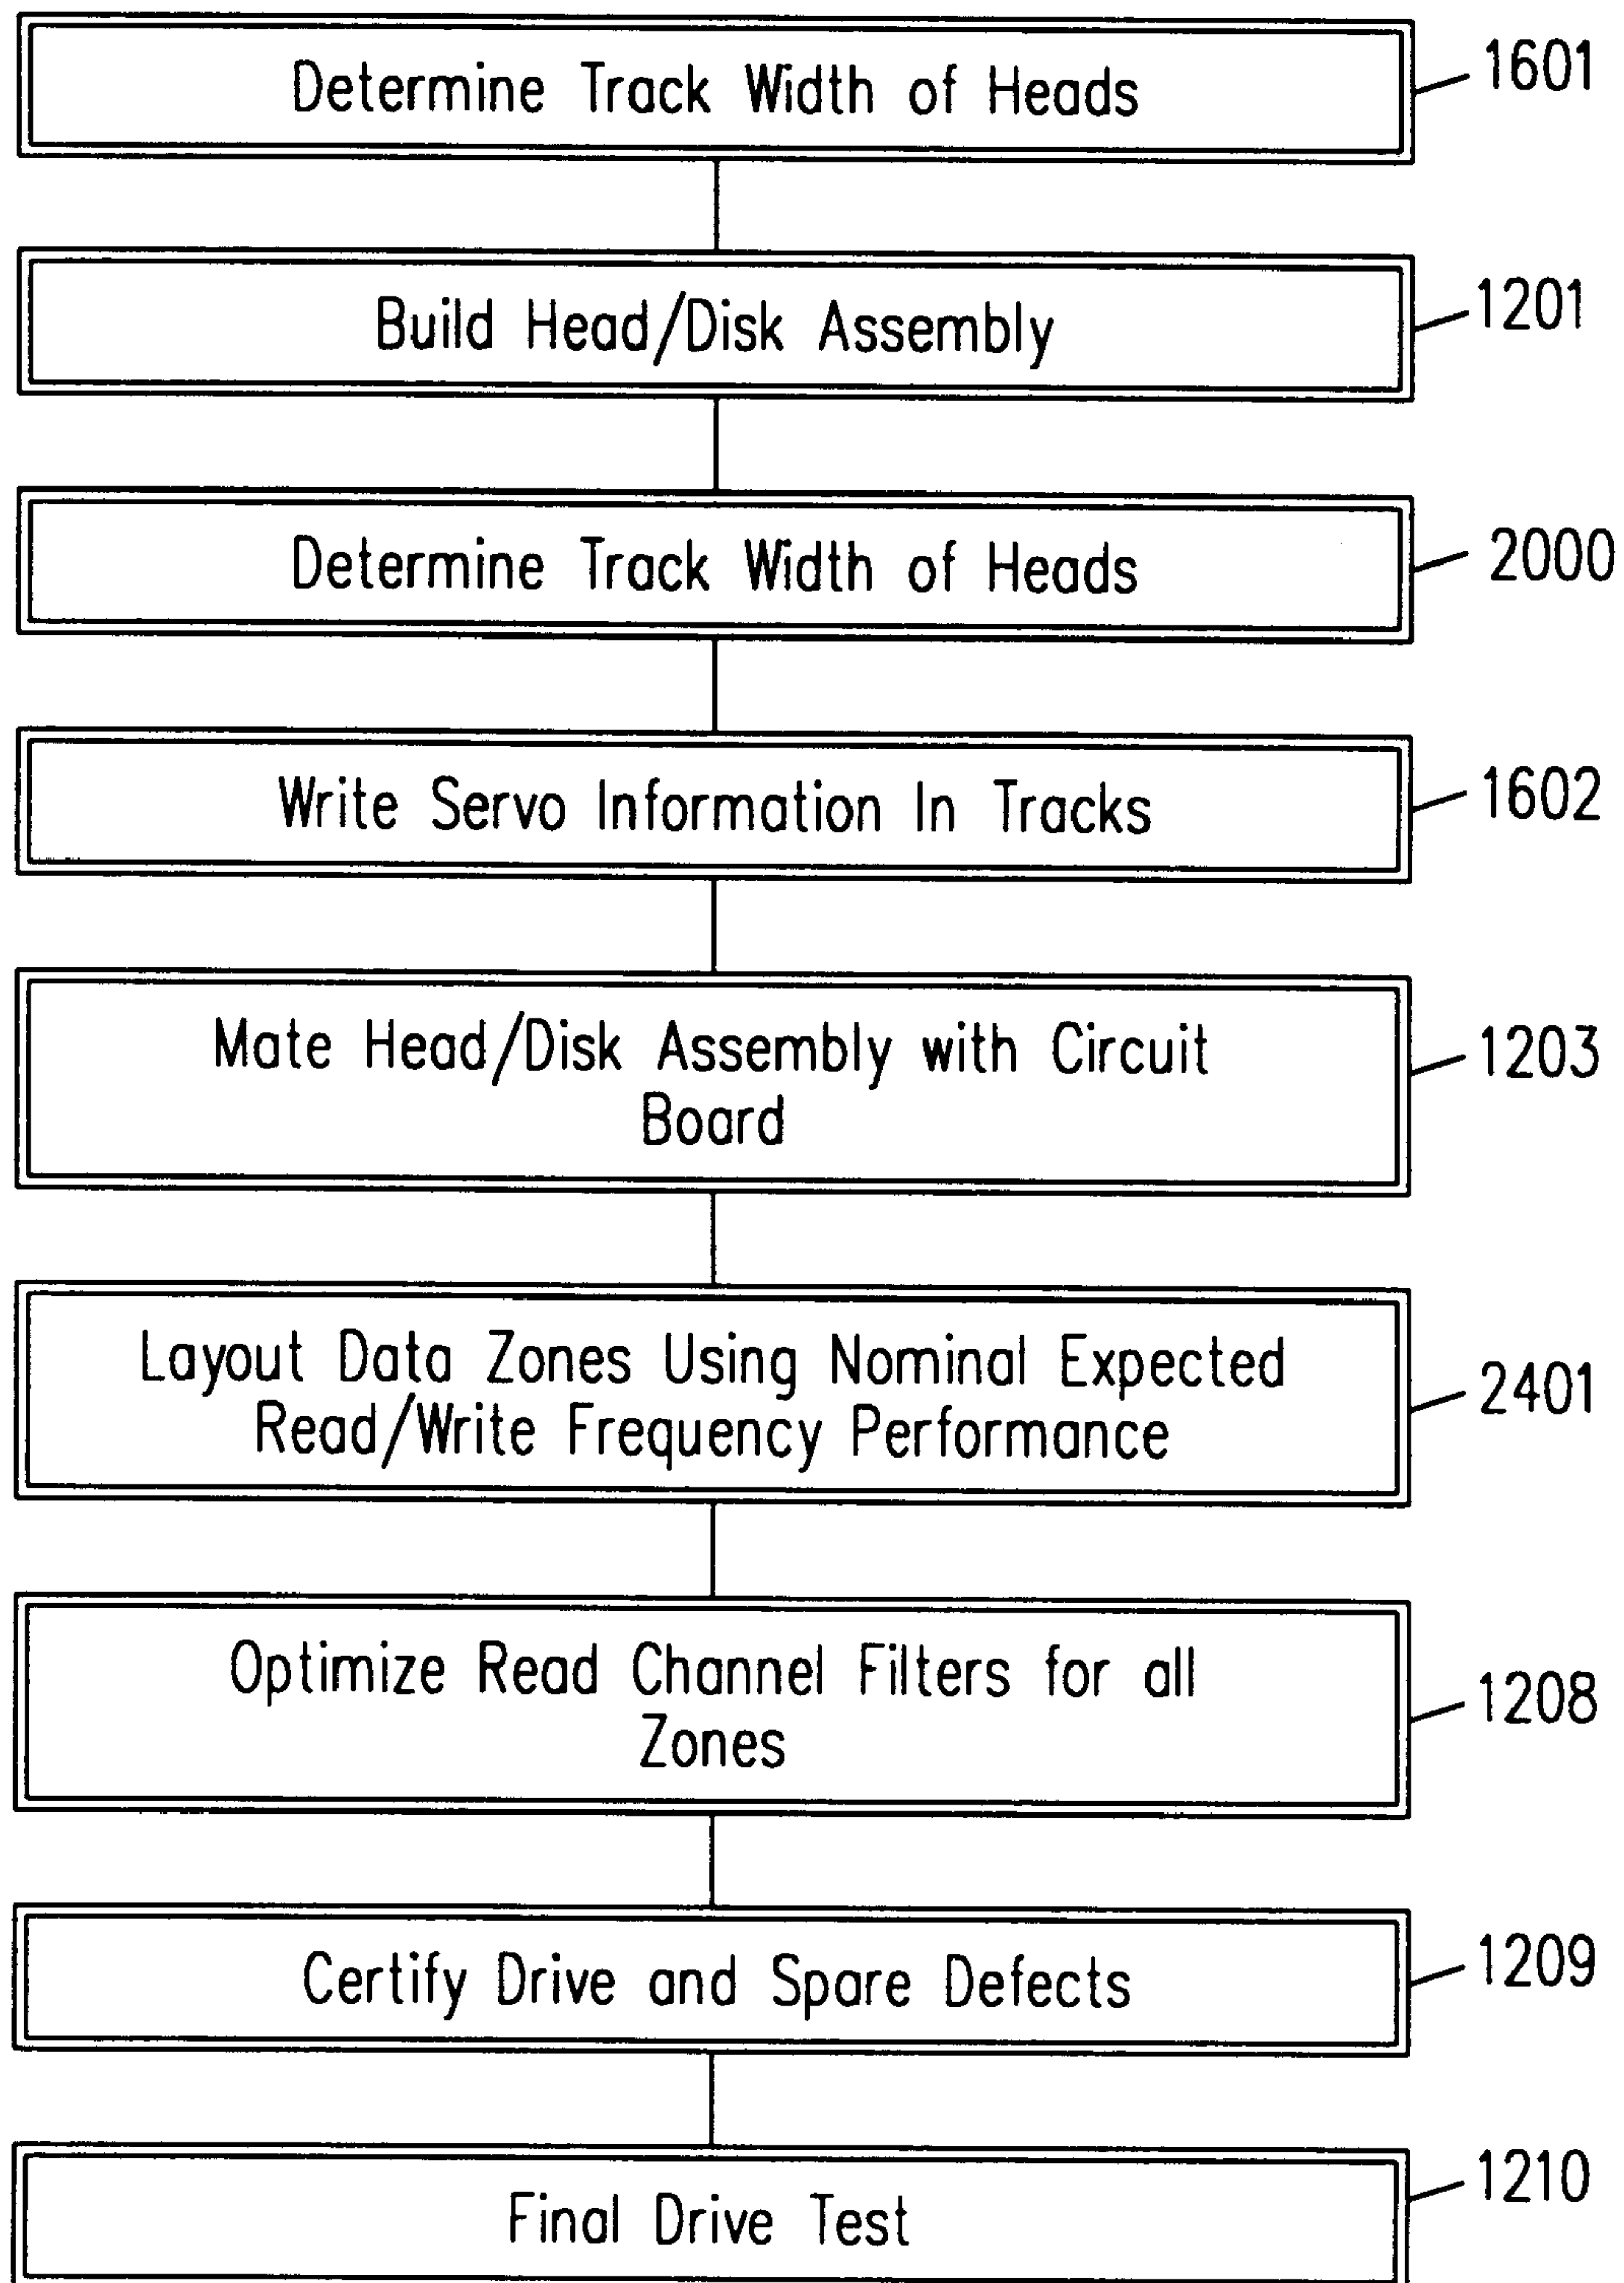 Determine Track Width of Heads
1601
Build Head/Disk Assembly
1201
Determine Track Width of Heads
2000
Write Servo Information In Tracks
1602
Mate Head/Disk Assembly with Circuit
Board
1203
Layout Data Zones Using Nominal Expected
Read/Write Frequency Performance
2401
Optimize Read Channel Filters for all
Zones
1208
Certify Drive and Spare Defects
1209
Final Drive Test
1210